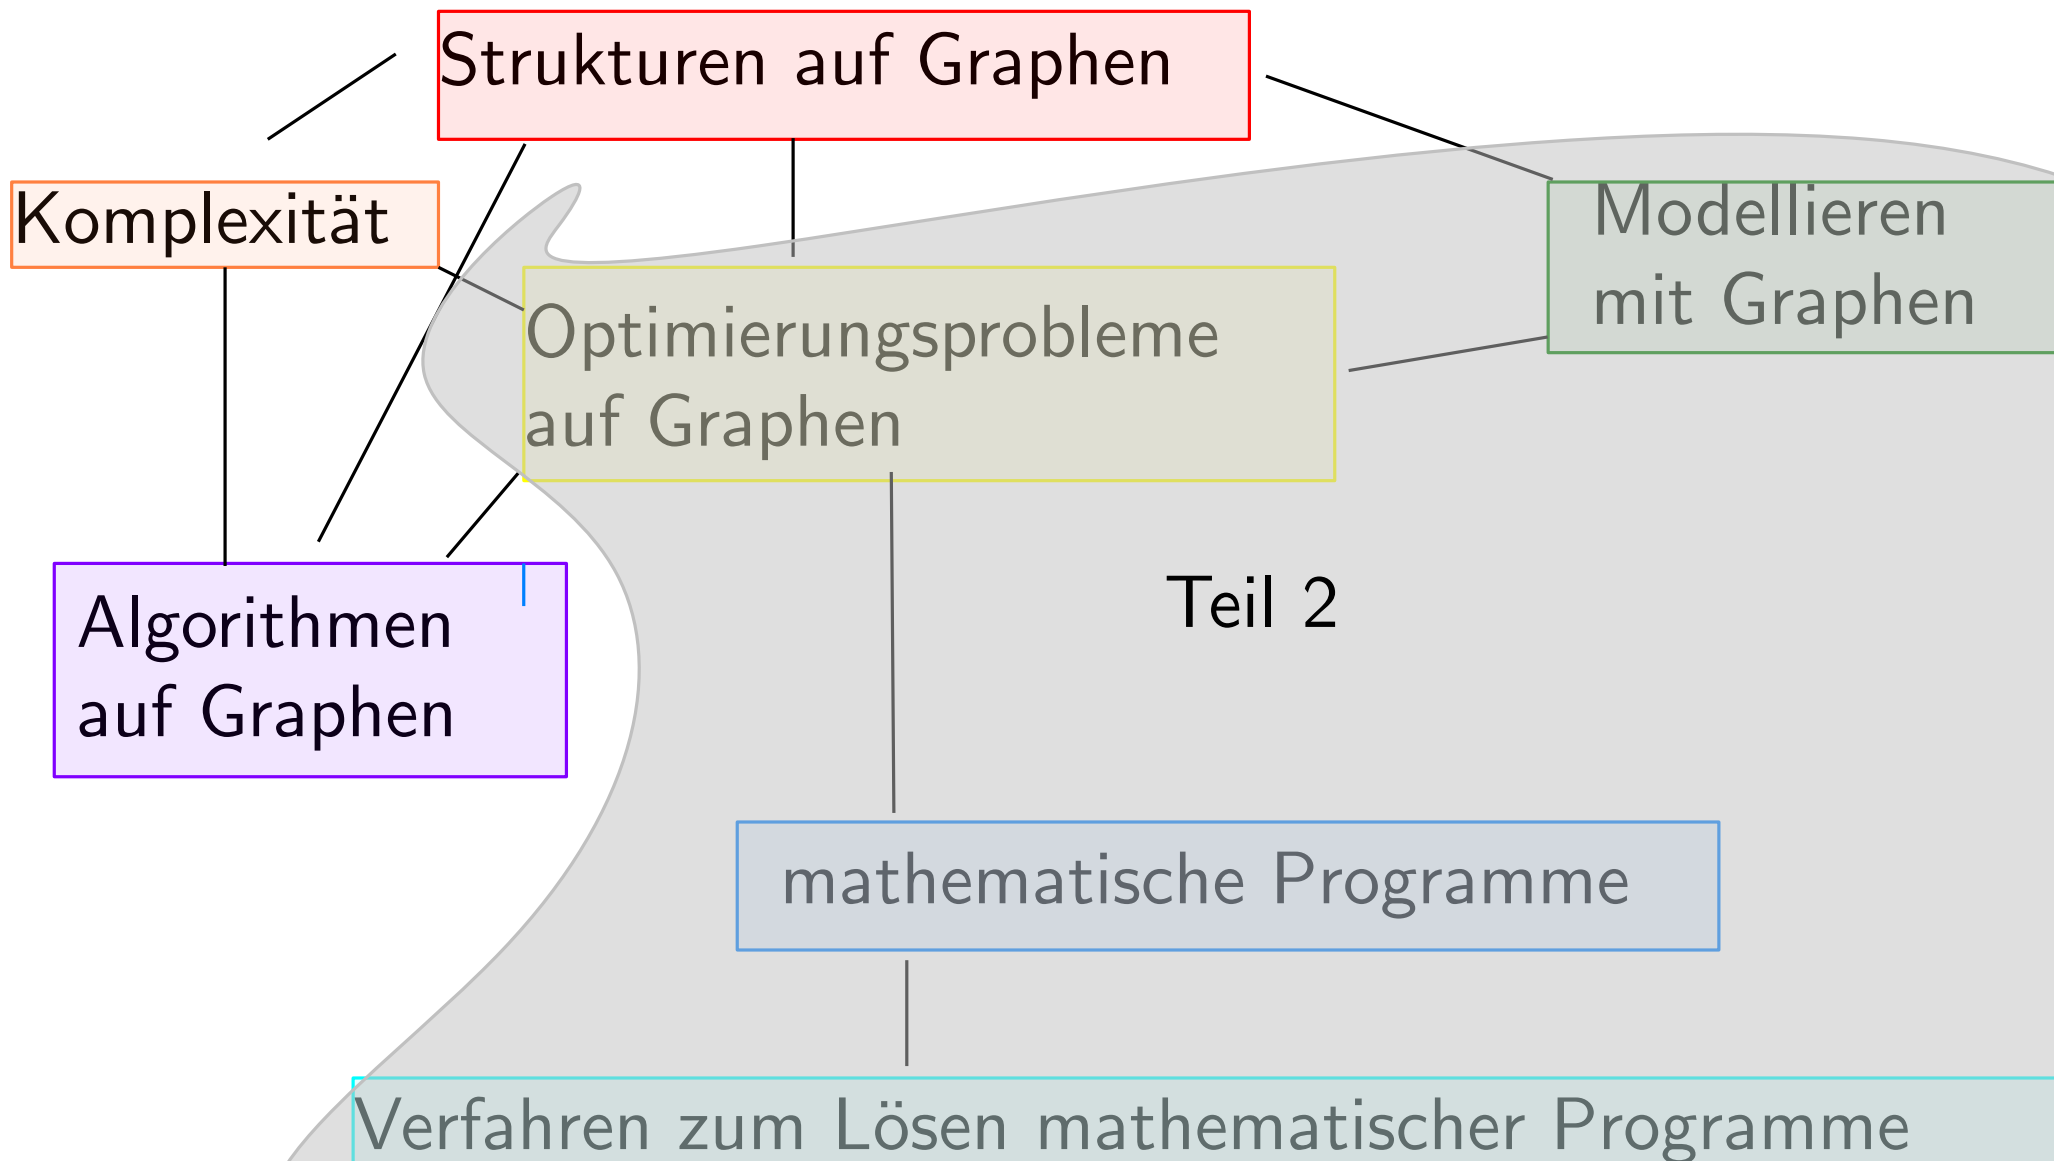 Strukturen auf Graphen
Komplexität
Modellieren
mit Graphen
Optimierungsprobleme
auf Graphen
Algorithmen
auf Graphen
Teil 2
mathematische Programme
Verfahren zum Lösen mathematischer Programme